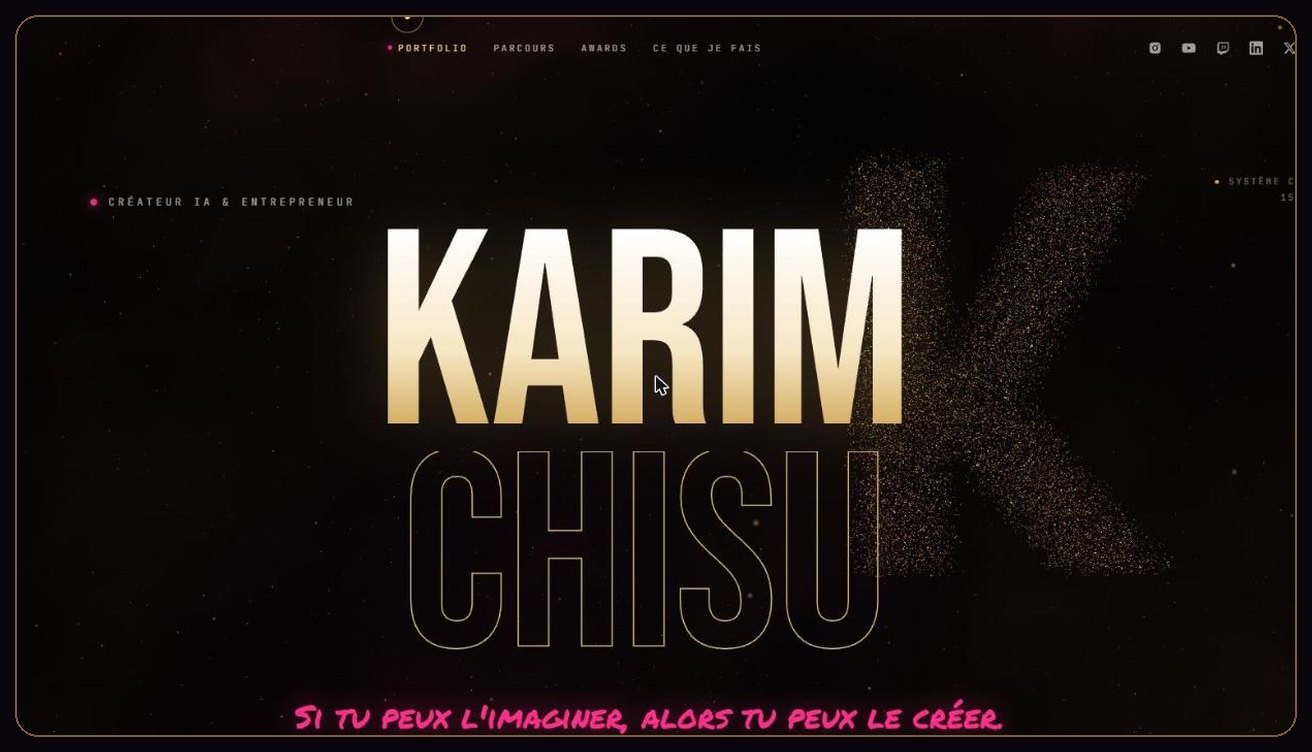 PORTFOLIO PARCOURS AWARDS CE QUE JE FAIS
SYSTÈME
CRÉATEUR IA & ENTREPRENEUR
KARIM
CHISU
SI TU PEUX L'IMAGINER, ALORS TU PEUX LE CRÉER.